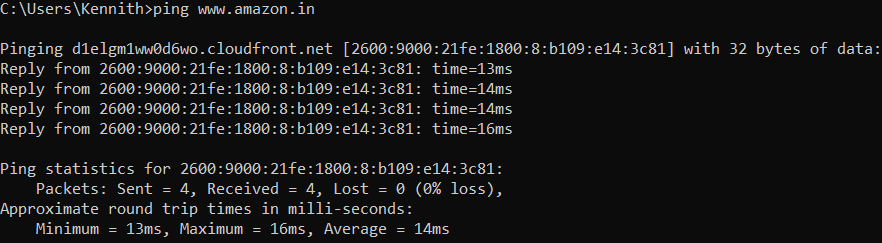 C:\Users\Kennith>ping www.amazon.in
Pinging d1elgm1ww0d6wo.cloudfront.net [2600:9000:21fe:1800:8:b109:e14:3c81] with 32 bytes of data:
Reply from 2600:9000:21fe:1800:8:b109:e14:3c81: time=13ms
Reply from 2600:9000:21fe:1800:8:b109:e14:3c81: time=14ms
Reply from 2600:9000:21fe:1800:8:b109:e14:3c81: time=14ms
Reply from 2600:9000:21fe:1800:8:b109:e14:3c81: time=16ms
Ping statistics for 2600:9000:21fe:1800:8:b109:e14:3c81:
    Packets: Sent = 4, Received = 4, Lost = 0 (0% loss),
Approximate round trip times in milli-seconds:
    Minimum = 13ms, Maximum = 16ms, Average = 14ms